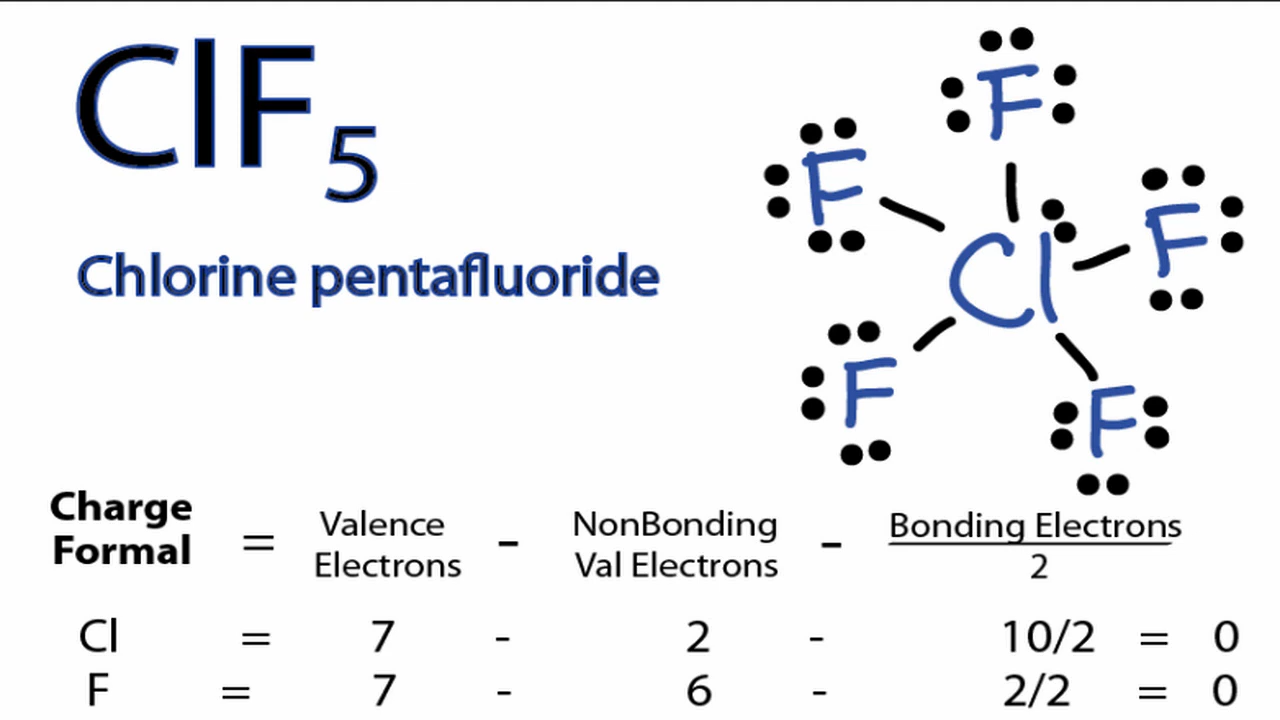 ClF5
Chlorine pentafluoride
F
F
F
Cl
F
F
Charge Formal = Valence Electrons - NonBonding Val Electrons - Bonding Electrons / 2
Cl = 7 - 2 - 10/2 = 0
F = 7 - 6 - 2/2 = 0